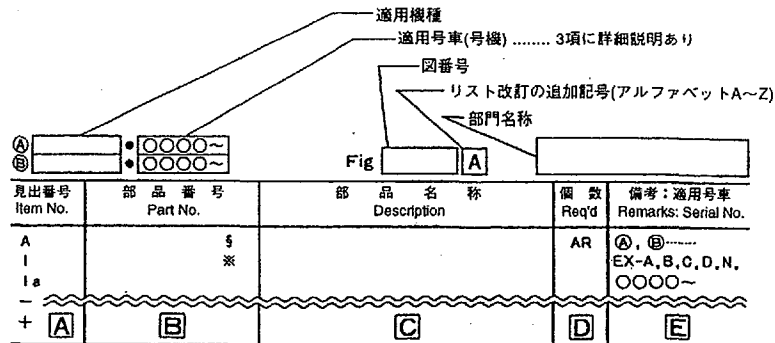 適用機種
適用号車(号機) ........ 3項に詳細説明あり
図番号
リスト改訂の追加記号(アルファベットA～Z)
部門名称
Ⓐ • ○○○○～
Ⓑ • ○○○○～
Fig A
見出番号 部品番号 部品名称 個数 備考：適用号車
Item No. Part No. Description Req'd Remarks: Serial No.
A § AR Ⓐ, Ⓑ┄┄
I ※ EX-A,B,C,D,N,
I a ○○○○～
－
+ A B C D E